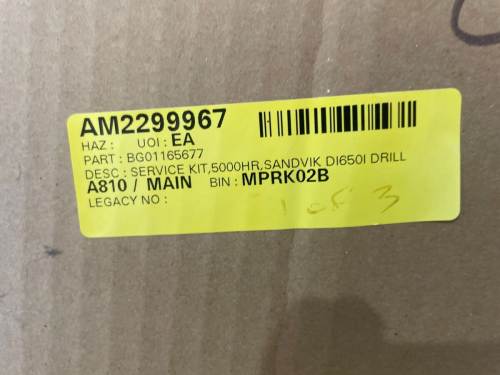 AM2299967
HAZ : UOI : EA
PART : BG01165677
DESC : SERVICE KIT,5000HR,SANDVIK DI650I DRILL
A810 / MAIN BIN : MPRK02B
LEGACY NO :
1 of 3